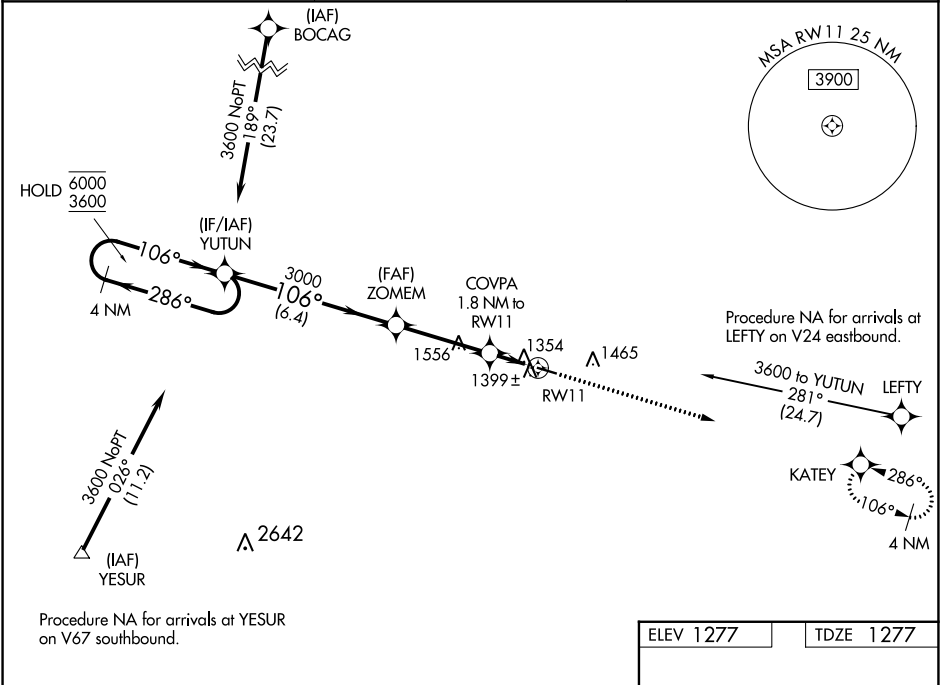 (IAF)
BOCAG
MSA RW11 25 NM
3900
3600 NoPT
189°
(23.7)
HOLD 6000
3600
(IF/IAF)
YUTUN
106°
286°
4 NM
3000
106°
(6.4)
(FAF)
ZOMEM
COVPA
1.8 NM to
RW11
1556
1354
1399±
1465
RW11
Procedure NA for arrivals at
LEFTY on V24 eastbound.
3600 to YUTUN
281°
(24.7)
LEFTY
KATEY
286°
106°
4 NM
3600 NoPT
026°
(11.2)
(IAF)
YESUR
2642
Procedure NA for arrivals at YESUR
on V67 southbound.
ELEV 1277
TDZE 1277